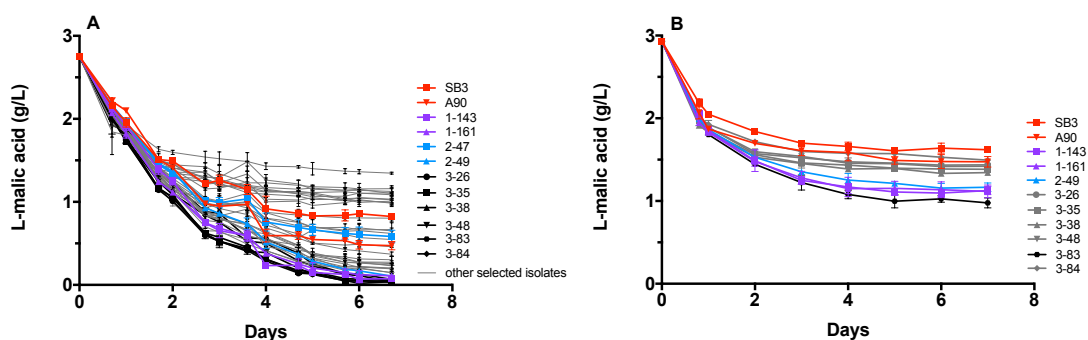 A
L-malic acid (g/L)
3
2
1
0
0 2 4 6 8
Days
SB3
A90
1-143
1-161
2-47
2-49
3-26
3-35
3-38
3-48
3-83
3-84
other selected isolates
B
L-malic acid (g/L)
3
2
1
0
0 2 4 6 8
Days
SB3
A90
1-143
1-161
2-49
3-26
3-35
3-38
3-48
3-83
3-84